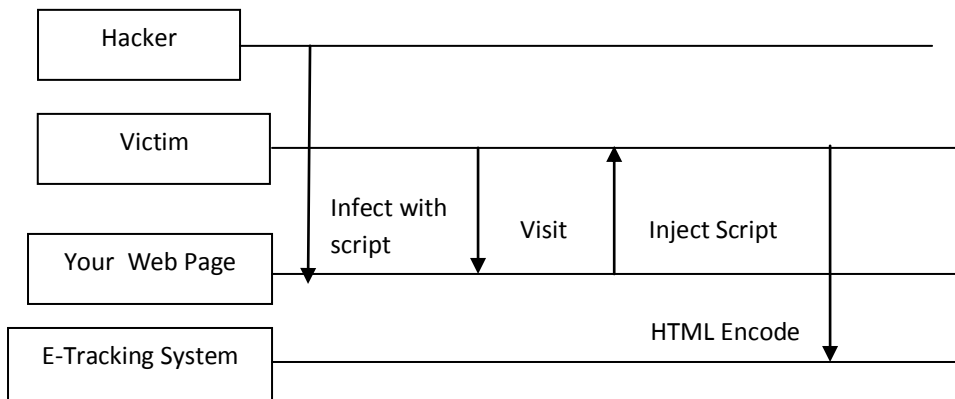 Hacker
Victim
Infect with
script
Visit
Inject Script
Your Web Page
HTML Encode
E-Tracking System